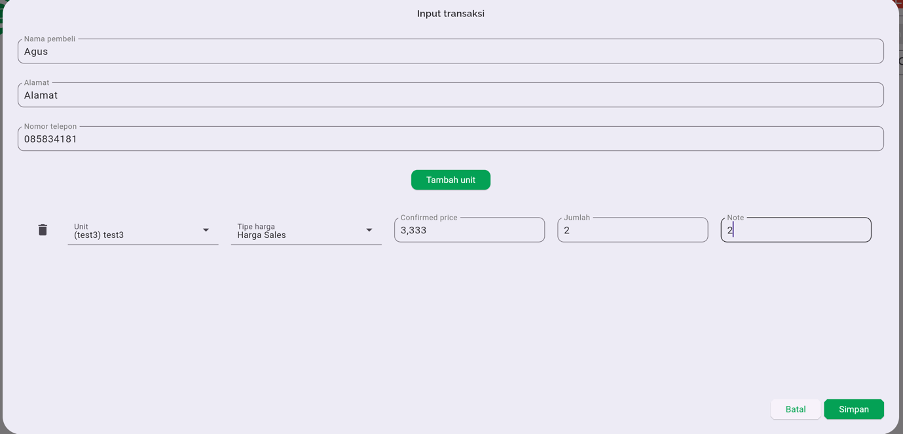 Input transaksi
Nama pembeli
Agus
Alamat
Alamat
Nomor telepon
085834181
Tambah unit
Unit
(test3) test3
Tipe harga
Harga Sales
Confirmed price
3,333
Jumlah
2
Note
2
Batal
Simpan